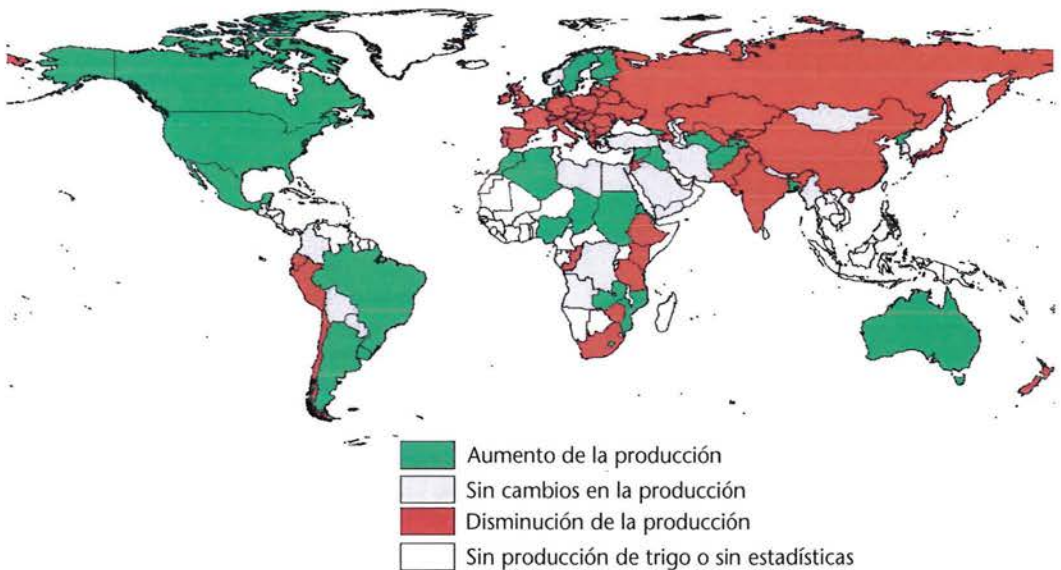 Aumento de la producción
Sin cambios en la producción
Disminución de la producción
Sin producción de trigo o sin estadísticas